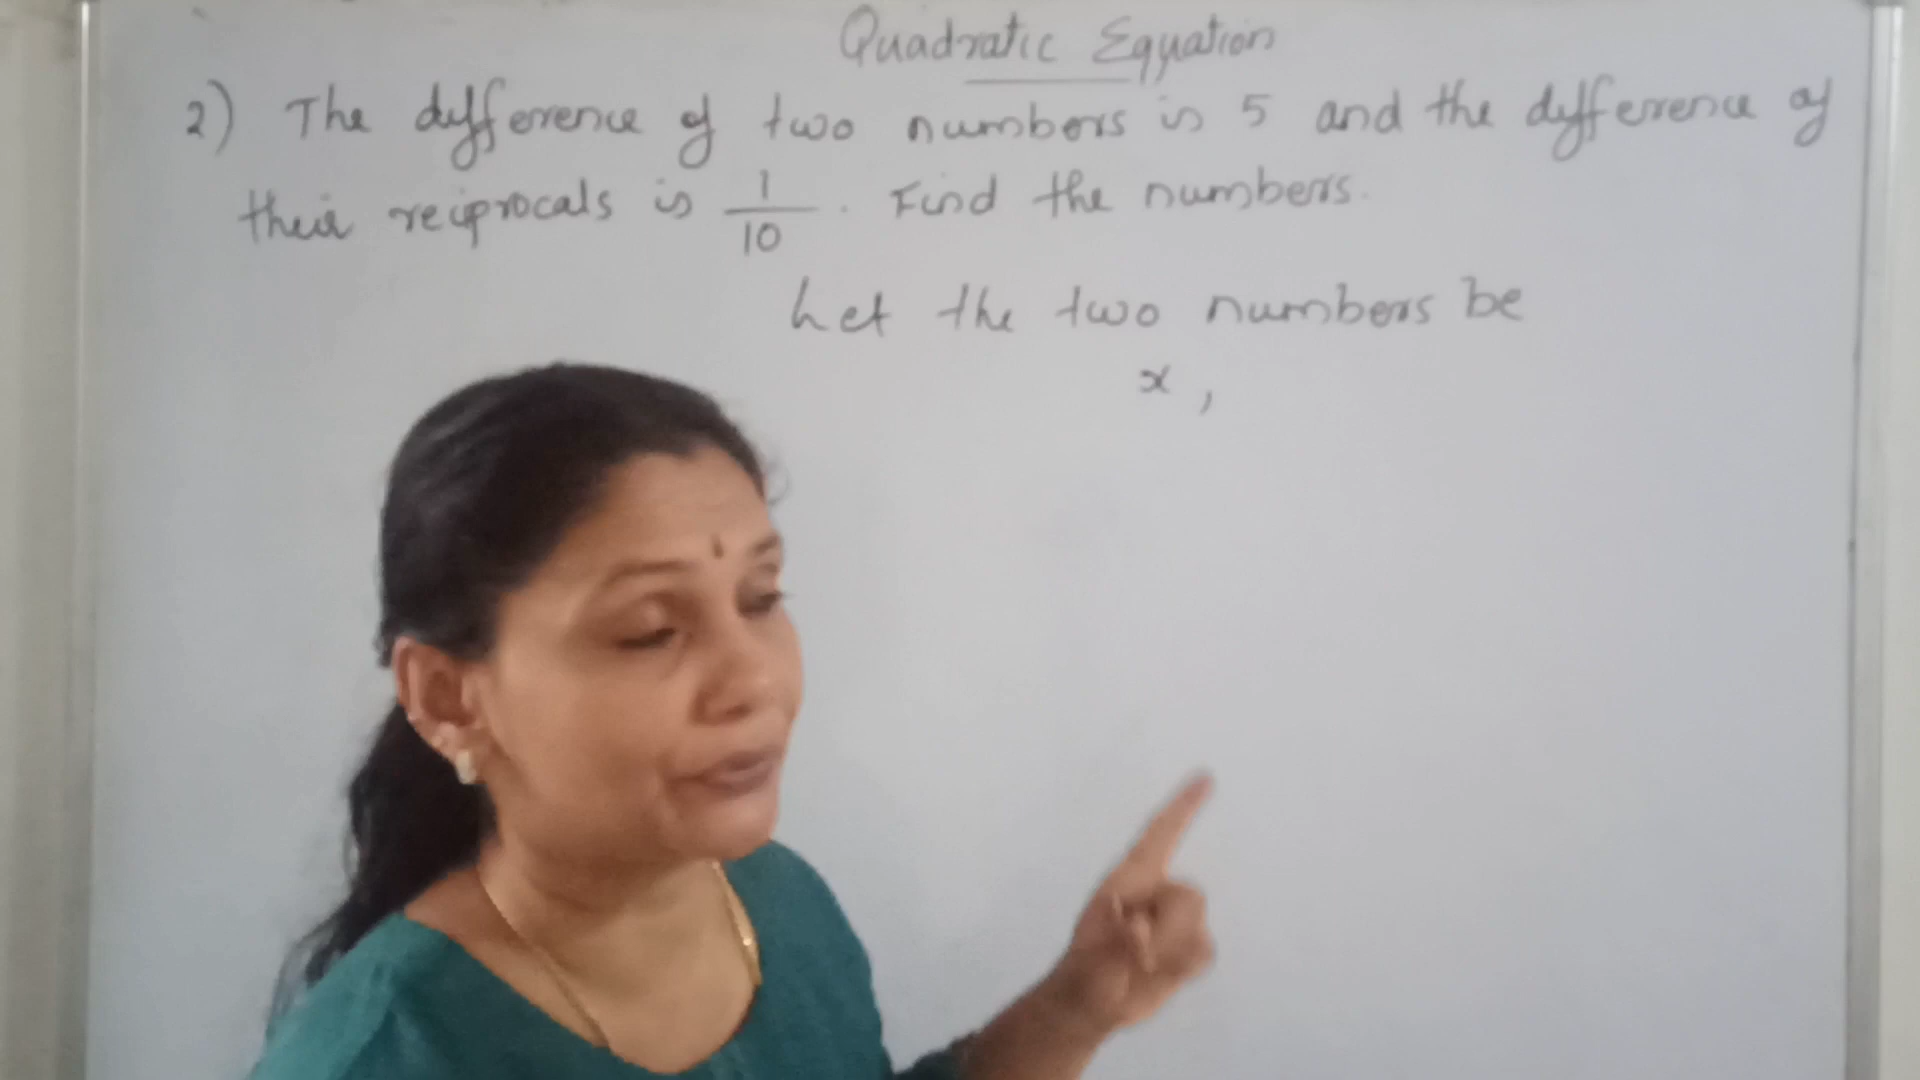 Quadratic Equation
2) The difference of two numbers is 5 and the difference of
their reciprocals is 1/10. Find the numbers.
Let the two numbers be
x,